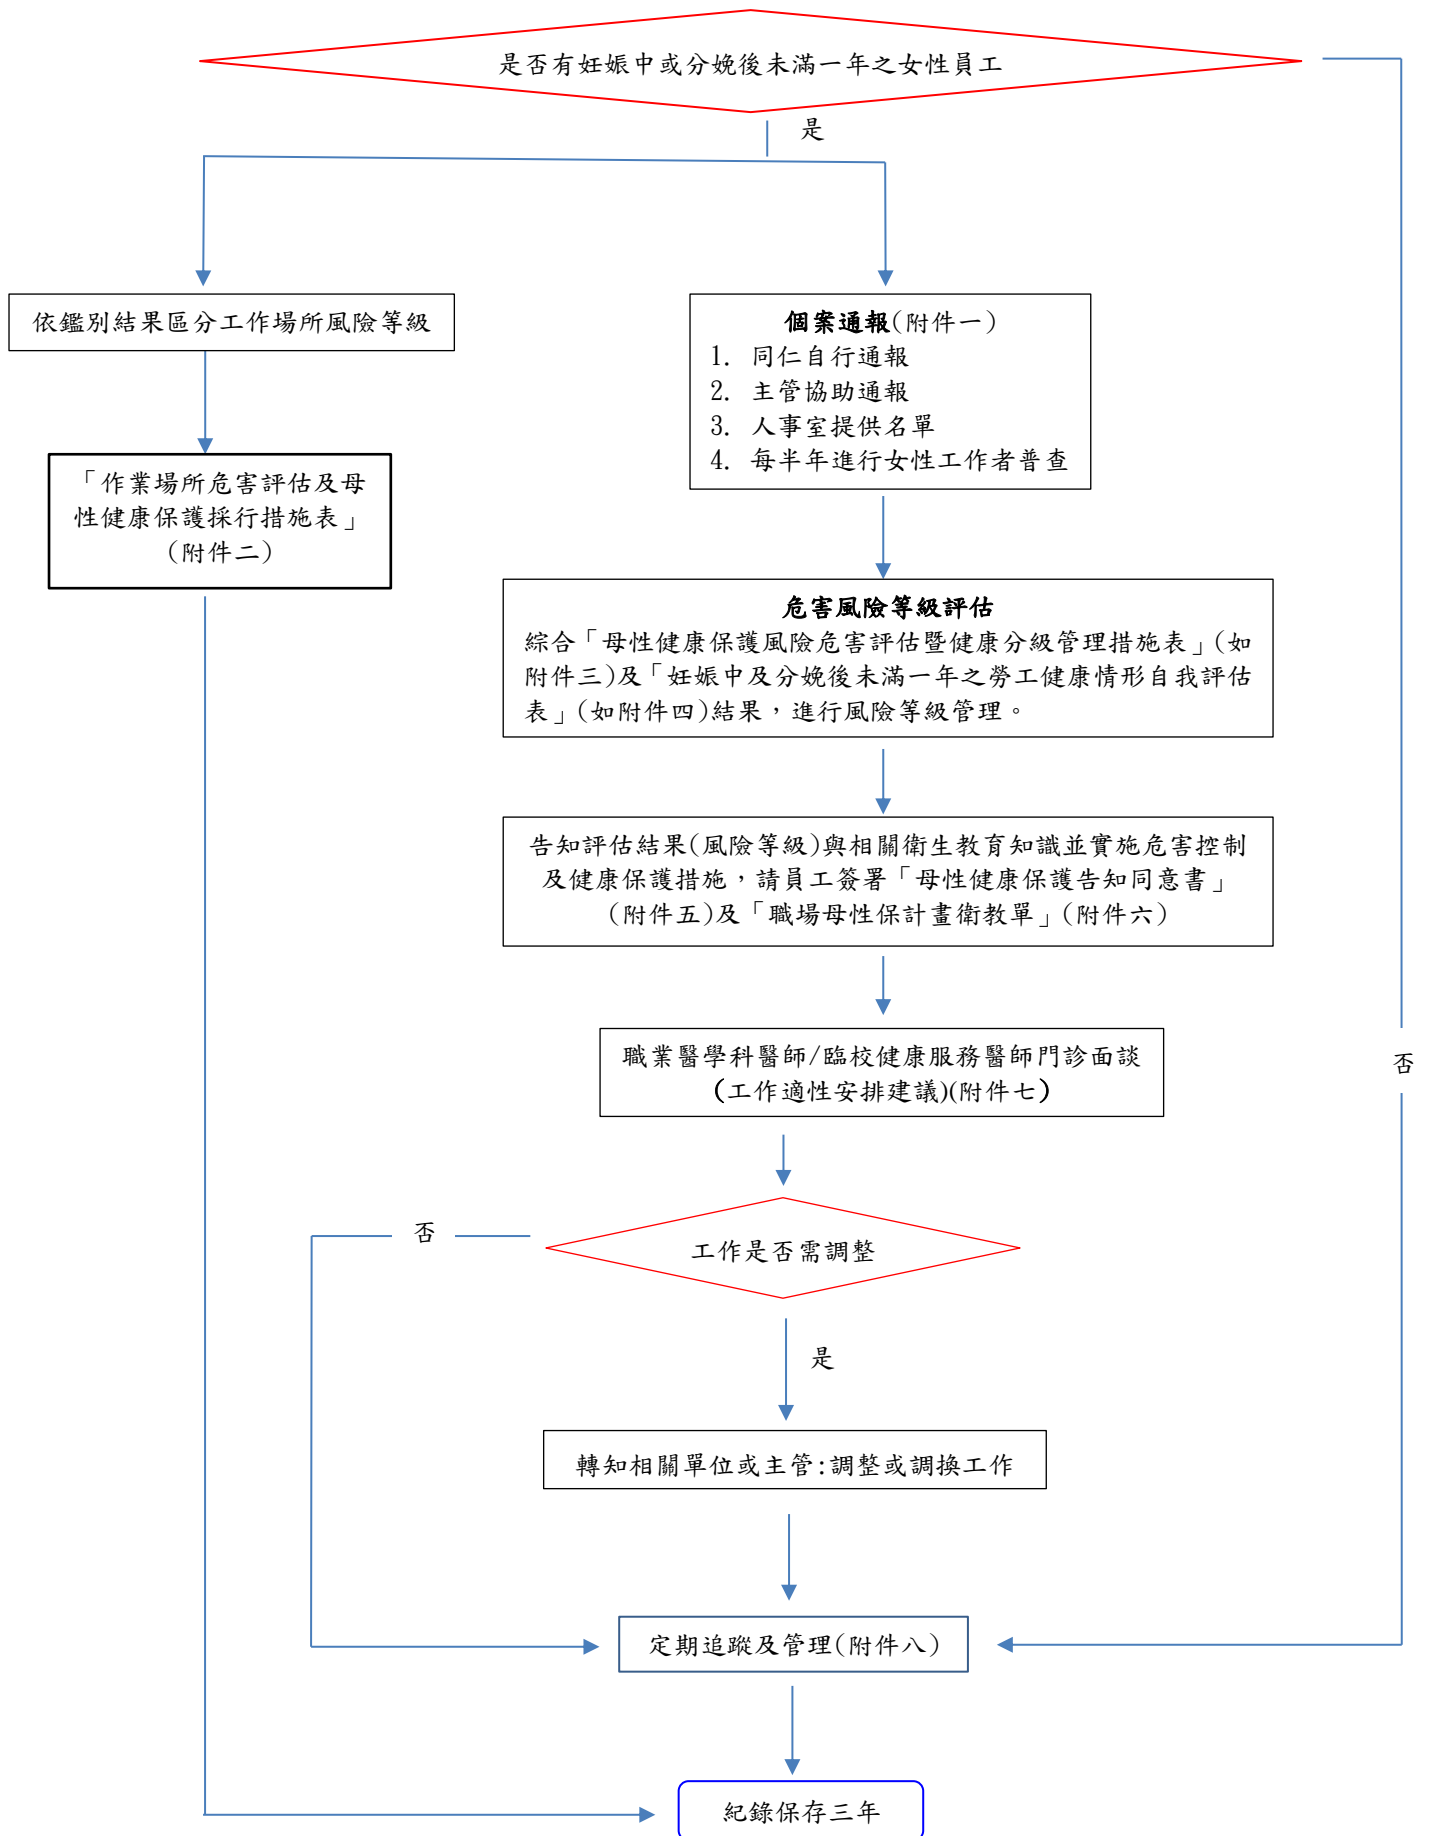 是否有妊娠中或分娩後未滿一年之女性員工
是
依鑑別結果區分工作場所風險等級
「作業場所危害評估及母
性健康保護採行措施表」
(附件二)
個案通報(附件一)
1. 同仁自行通報
2. 主管協助通報
3. 人事室提供名單
4. 每半年進行女性工作者普查
危害風險等級評估
綜合「母性健康保護風險危害評估暨健康分級管理措施表」(如
附件三)及「妊娠中及分娩後未滿一年之勞工健康情形自我評估
表」(如附件四)結果，進行風險等級管理。
告知評估結果(風險等級)與相關衛生教育知識並實施危害控制
及健康保護措施，請員工簽署「母性健康保護告知同意書」
(附件五)及「職場母性保計畫衛教單」(附件六)
職業醫學科醫師/臨校健康服務醫師門診面談
(工作適性安排建議)(附件七)
否
工作是否需調整
否
是
轉知相關單位或主管:調整或調換工作
定期追蹤及管理(附件八)
紀錄保存三年